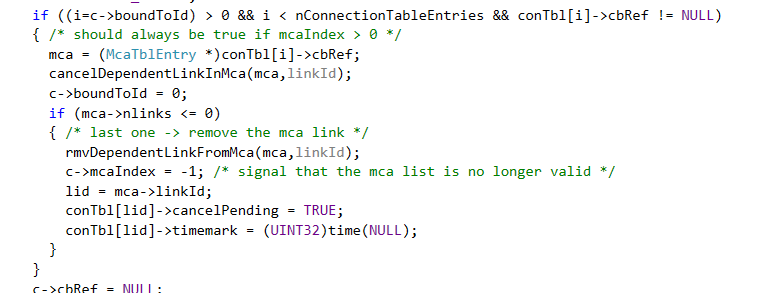 if ((i=c->boundToId) > 0 && i < nConnectionTableEntries && conTbl[i]->cbRef != NULL)
{ /* should always be true if mcaIndex > 0 */
mca = (McaTblEntry *)conTbl[i]->cbRef;
cancelDependentLinkInMca(mca,linkId);
c->boundToId = 0;
if (mca->nlinks <= 0)
{ /* last one -> remove the mca link */
rmvDependentLinkFromMca(mca,linkId);
c->mcaIndex = -1; /* signal that the mca list is no longer valid */
lid = mca->linkId;
conTbl[lid]->cancelPending = TRUE;
conTbl[lid]->timemark = (UINT32)time(NULL);
}
}
c->cbRef = NULL;